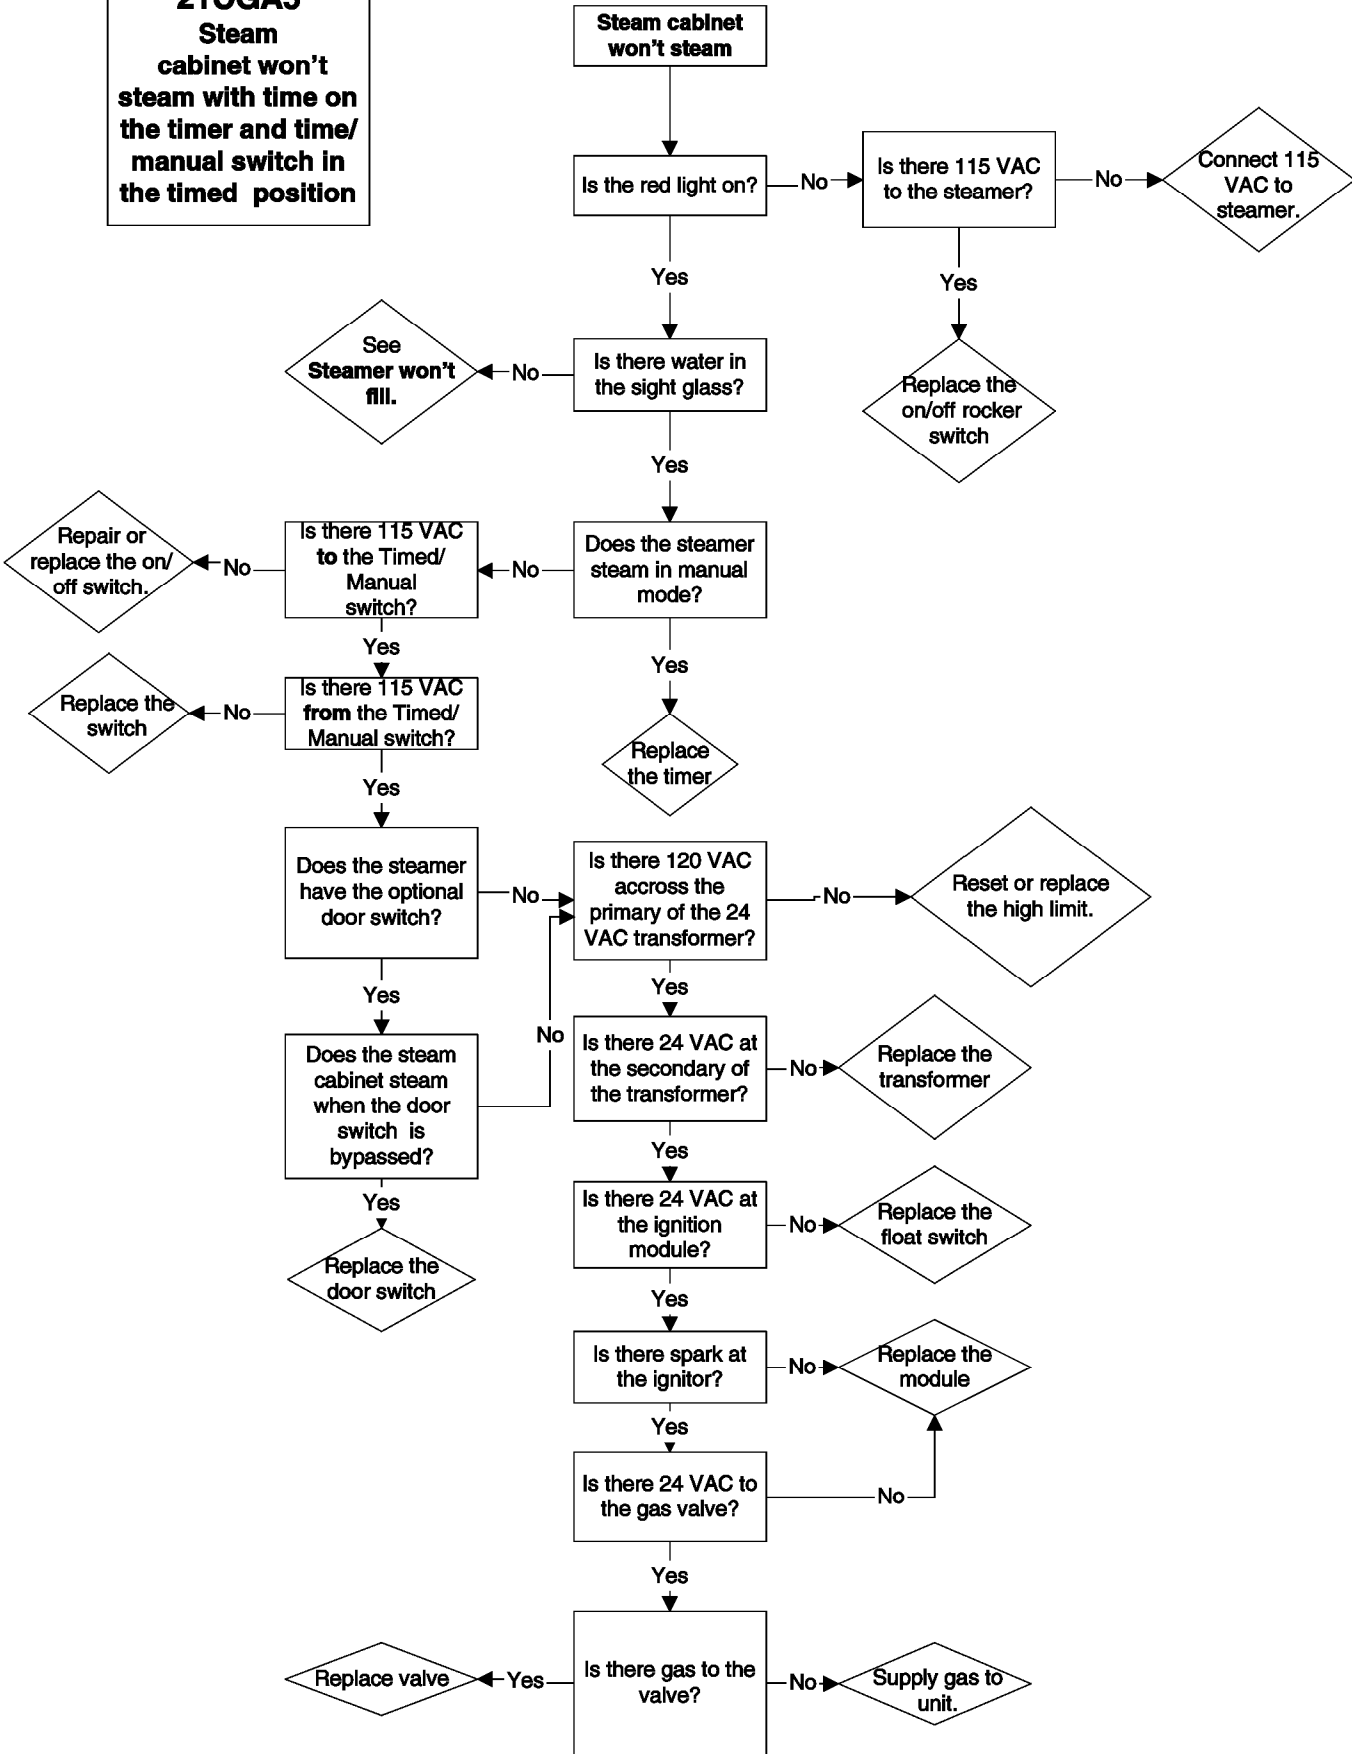 Steam
cabinet won't
steam with time on
the timer and time/
manual switch in
the timed position
Steam cabinet
won't steam
Is the red light on?
No
Is there 115 VAC
to the steamer?
No
Connect 115
VAC to
steamer.
Yes
Yes
See
Steamer won't
fill.
No
Is there water in
the sight glass?
Replace the
on/off rocker
switch
Yes
Repair or
replace the on/
off switch.
No
Is there 115 VAC
to the Timed/
Manual
switch?
No
Does the steamer
steam in manual
mode?
Yes
Yes
Replace the
switch
No
Is there 115 VAC
from the Timed/
Manual switch?
Replace
the timer
Yes
Does the steamer
have the optional
door switch?
No
Is there 120 VAC
accross the
primary of the 24
VAC transformer?
No
Reset or replace
the high limit.
Yes
Yes
No
Does the steam
cabinet steam
when the door
switch is
bypassed?
Is there 24 VAC at
the secondary of
the transformer?
No
Replace the
transformer
Yes
Yes
Replace the
door switch
Is there 24 VAC at
the ignition
module?
No
Replace the
float switch
Yes
Is there spark at
the ignitor?
No
Replace the
module
Yes
Is there 24 VAC to
the gas valve?
No
Yes
Replace valve
Yes
Is there gas to the
valve?
No
Supply gas to
unit.